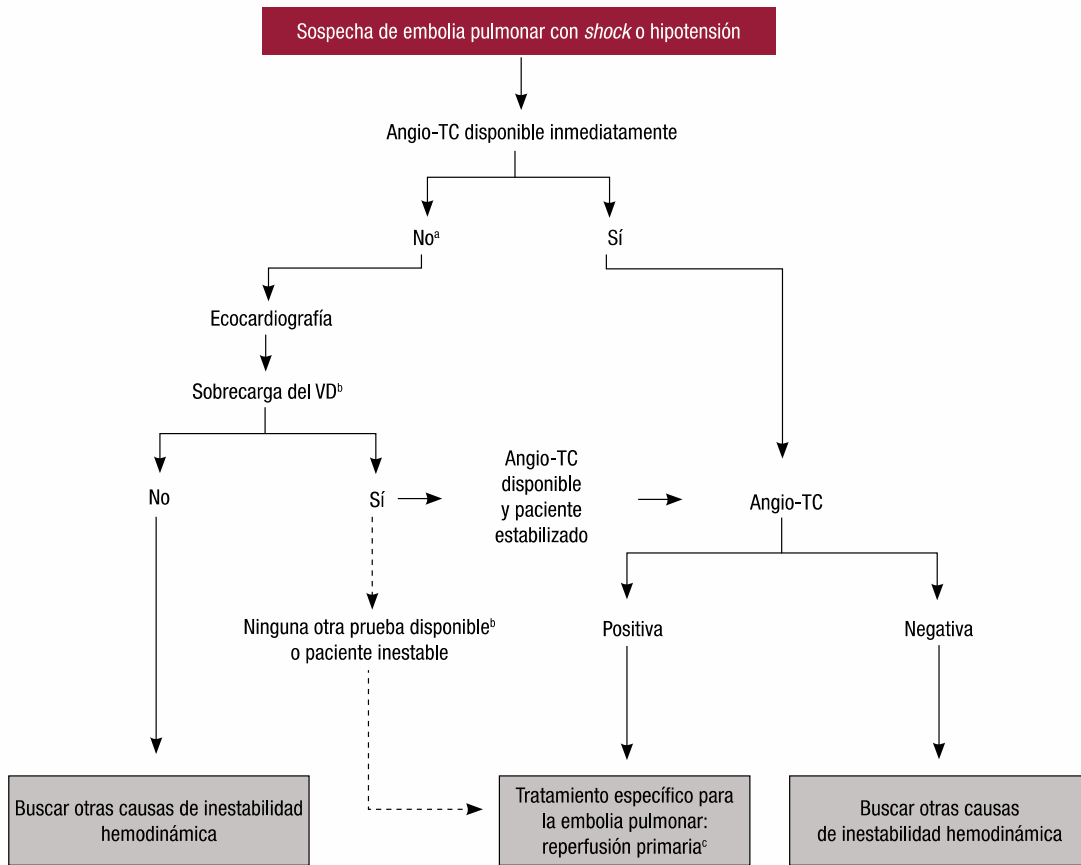 Sospecha de embolia pulmonar con shock o hipotensión
Angio-TC disponible inmediatamente
Noᵃ
Sí
Ecocardiografía
Sobrecarga del VDᵇ
No
Sí
Angio-TC
disponible
y paciente
estabilizado
Angio-TC
Ninguna otra prueba disponibleᵇ
o paciente inestable
Positiva
Negativa
Buscar otras causas de inestabilidad
hemodinámica
Tratamiento específico para
la embolia pulmonar:
reperfusión primariaᶜ
Buscar otras causas
de inestabilidad hemodinámica